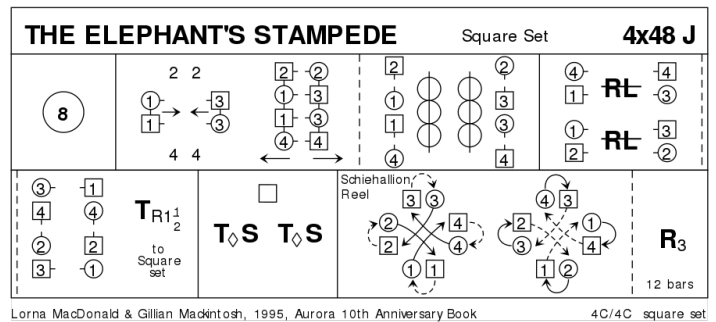 THE ELEPHANT'S STAMPEDE Square Set 4x48 J
8
2 2
1 3
1 3
4 4
2 2
1 3
1 3
4 4
2 2
1 3
1 3
4 4
4 4
1 RL 3
1 3
2 RL 2
3 1
4 4
2 2
3 1
TR1 1 2
to
Square
set
T◊S T◊S
Schiehallion
Reel
3 3
2 4
2 4
1 1
4 3
2 1
3 4
1 2
R3
12 bars
Lorna MacDonald & Gillian Mackintosh, 1995, Aurora 10th Anniversary Book 4C/4C square set